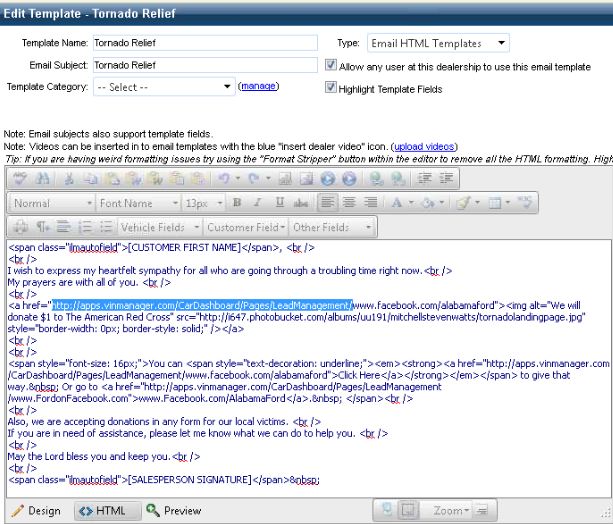 Edit Template - Tornado Relief
Template Name: Tornado Relief Type: Email HTML Templates
Email Subject: Tornado Relief Allow any user at this dealership to use this email template
Template Category: -- Select -- (manage) Highlight Template Fields
Note: Email subjects also support template fields.
Note: Videos can be inserted in to email templates with the blue "insert dealer video" icon. (upload videos)
Tip: If you are having weird formatting issues try using the "Format Stripper" button within the editor to remove all the HTML formatting. High
Normal Font Name 13px B I U abc A
Vehicle Fields Customer Field Other Fields
<span class="ilmautofield">[CUSTOMER FIRST NAME]</span>, <br />
<br />
I wish to express my heartfelt sympathy for all who are going through a troubling time right now.<br />
My prayers are with all of you. <br />
<br />
<a href="http://apps.vinmanager.com/CarDashboard/Pages/LeadManagement/www.facebook.com/alabamaford"><img alt="We will
donate $1 to The American Red Cross" src="http://i647.photobucket.com/albums/uu191/mitchellstevenwatts/tornadolandingpage.jpg"
style="border-width: 0px; border-style: solid;" /></a>
<br />
<br />
<span style="font-size: 16px;">You can <span style="text-decoration: underline;"><em><strong><a href="http://apps.vinmanager.com
/CarDashboard/Pages/LeadManagement/www.facebook.com/alabamaford">Click Here</a></strong></em></span> to give that
way.&nbsp; Or go to <a href="http://apps.vinmanager.com/CarDashboard/Pages/LeadManagement
/www.FordonFacebook.com">www.Facebook.com/AlabamaFord</a>.&nbsp; </span><br />
<br />
Also, we are accepting donations in any form for our local victims. <br />
If you are in need of assistance, please let me know what we can do to help you. <br />
<br />
May the Lord bless you and keep you.<br />
<br />
<span class="ilmautofield">[SALESPERSON SIGNATURE]</span>&nbsp;
Design HTML Preview Zoom